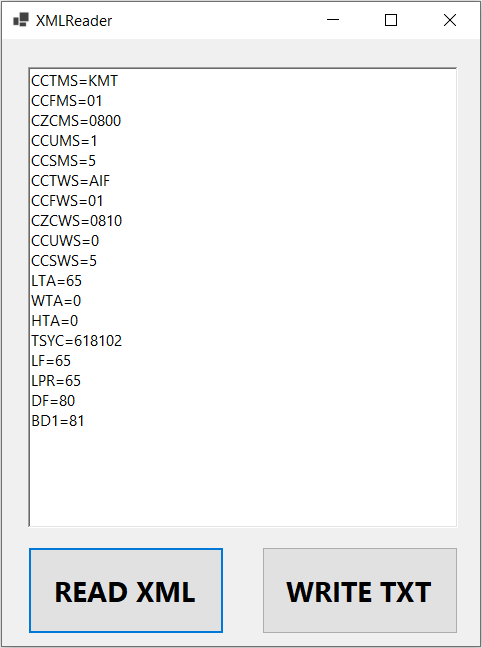 XMLReader
CCTMS=KMT
CCFMS=01
CZCMS=0800
CCUMS=1
CCSMS=5
CCTWS=AIF
CCFWS=01
CZCWS=0810
CCUWS=0
CCSWS=5
LTA=65
WTA=0
HTA=0
TSYC=618102
LF=65
LPR=65
DF=80
BD1=81
READ XML
WRITE TXT